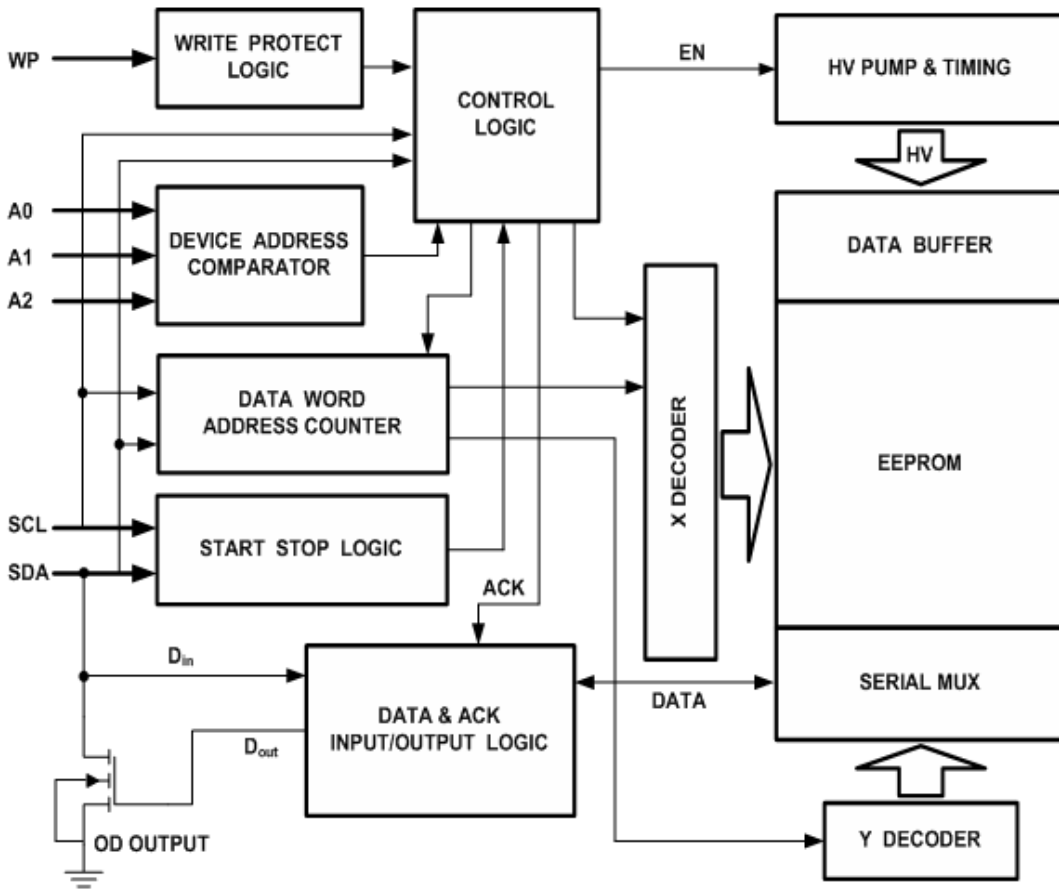 WP
WRITE PROTECT
LOGIC
CONTROL
LOGIC
EN
HV PUMP & TIMING
HV
A0
A1
A2
DEVICE ADDRESS
COMPARATOR
DATA BUFFER
DATA WORD
ADDRESS COUNTER
X DECODER
EEPROM
SCL
SDA
START STOP LOGIC
ACK
Din
DATA & ACK
INPUT/OUTPUT LOGIC
DATA
SERIAL MUX
Dout
OD OUTPUT
Y DECODER